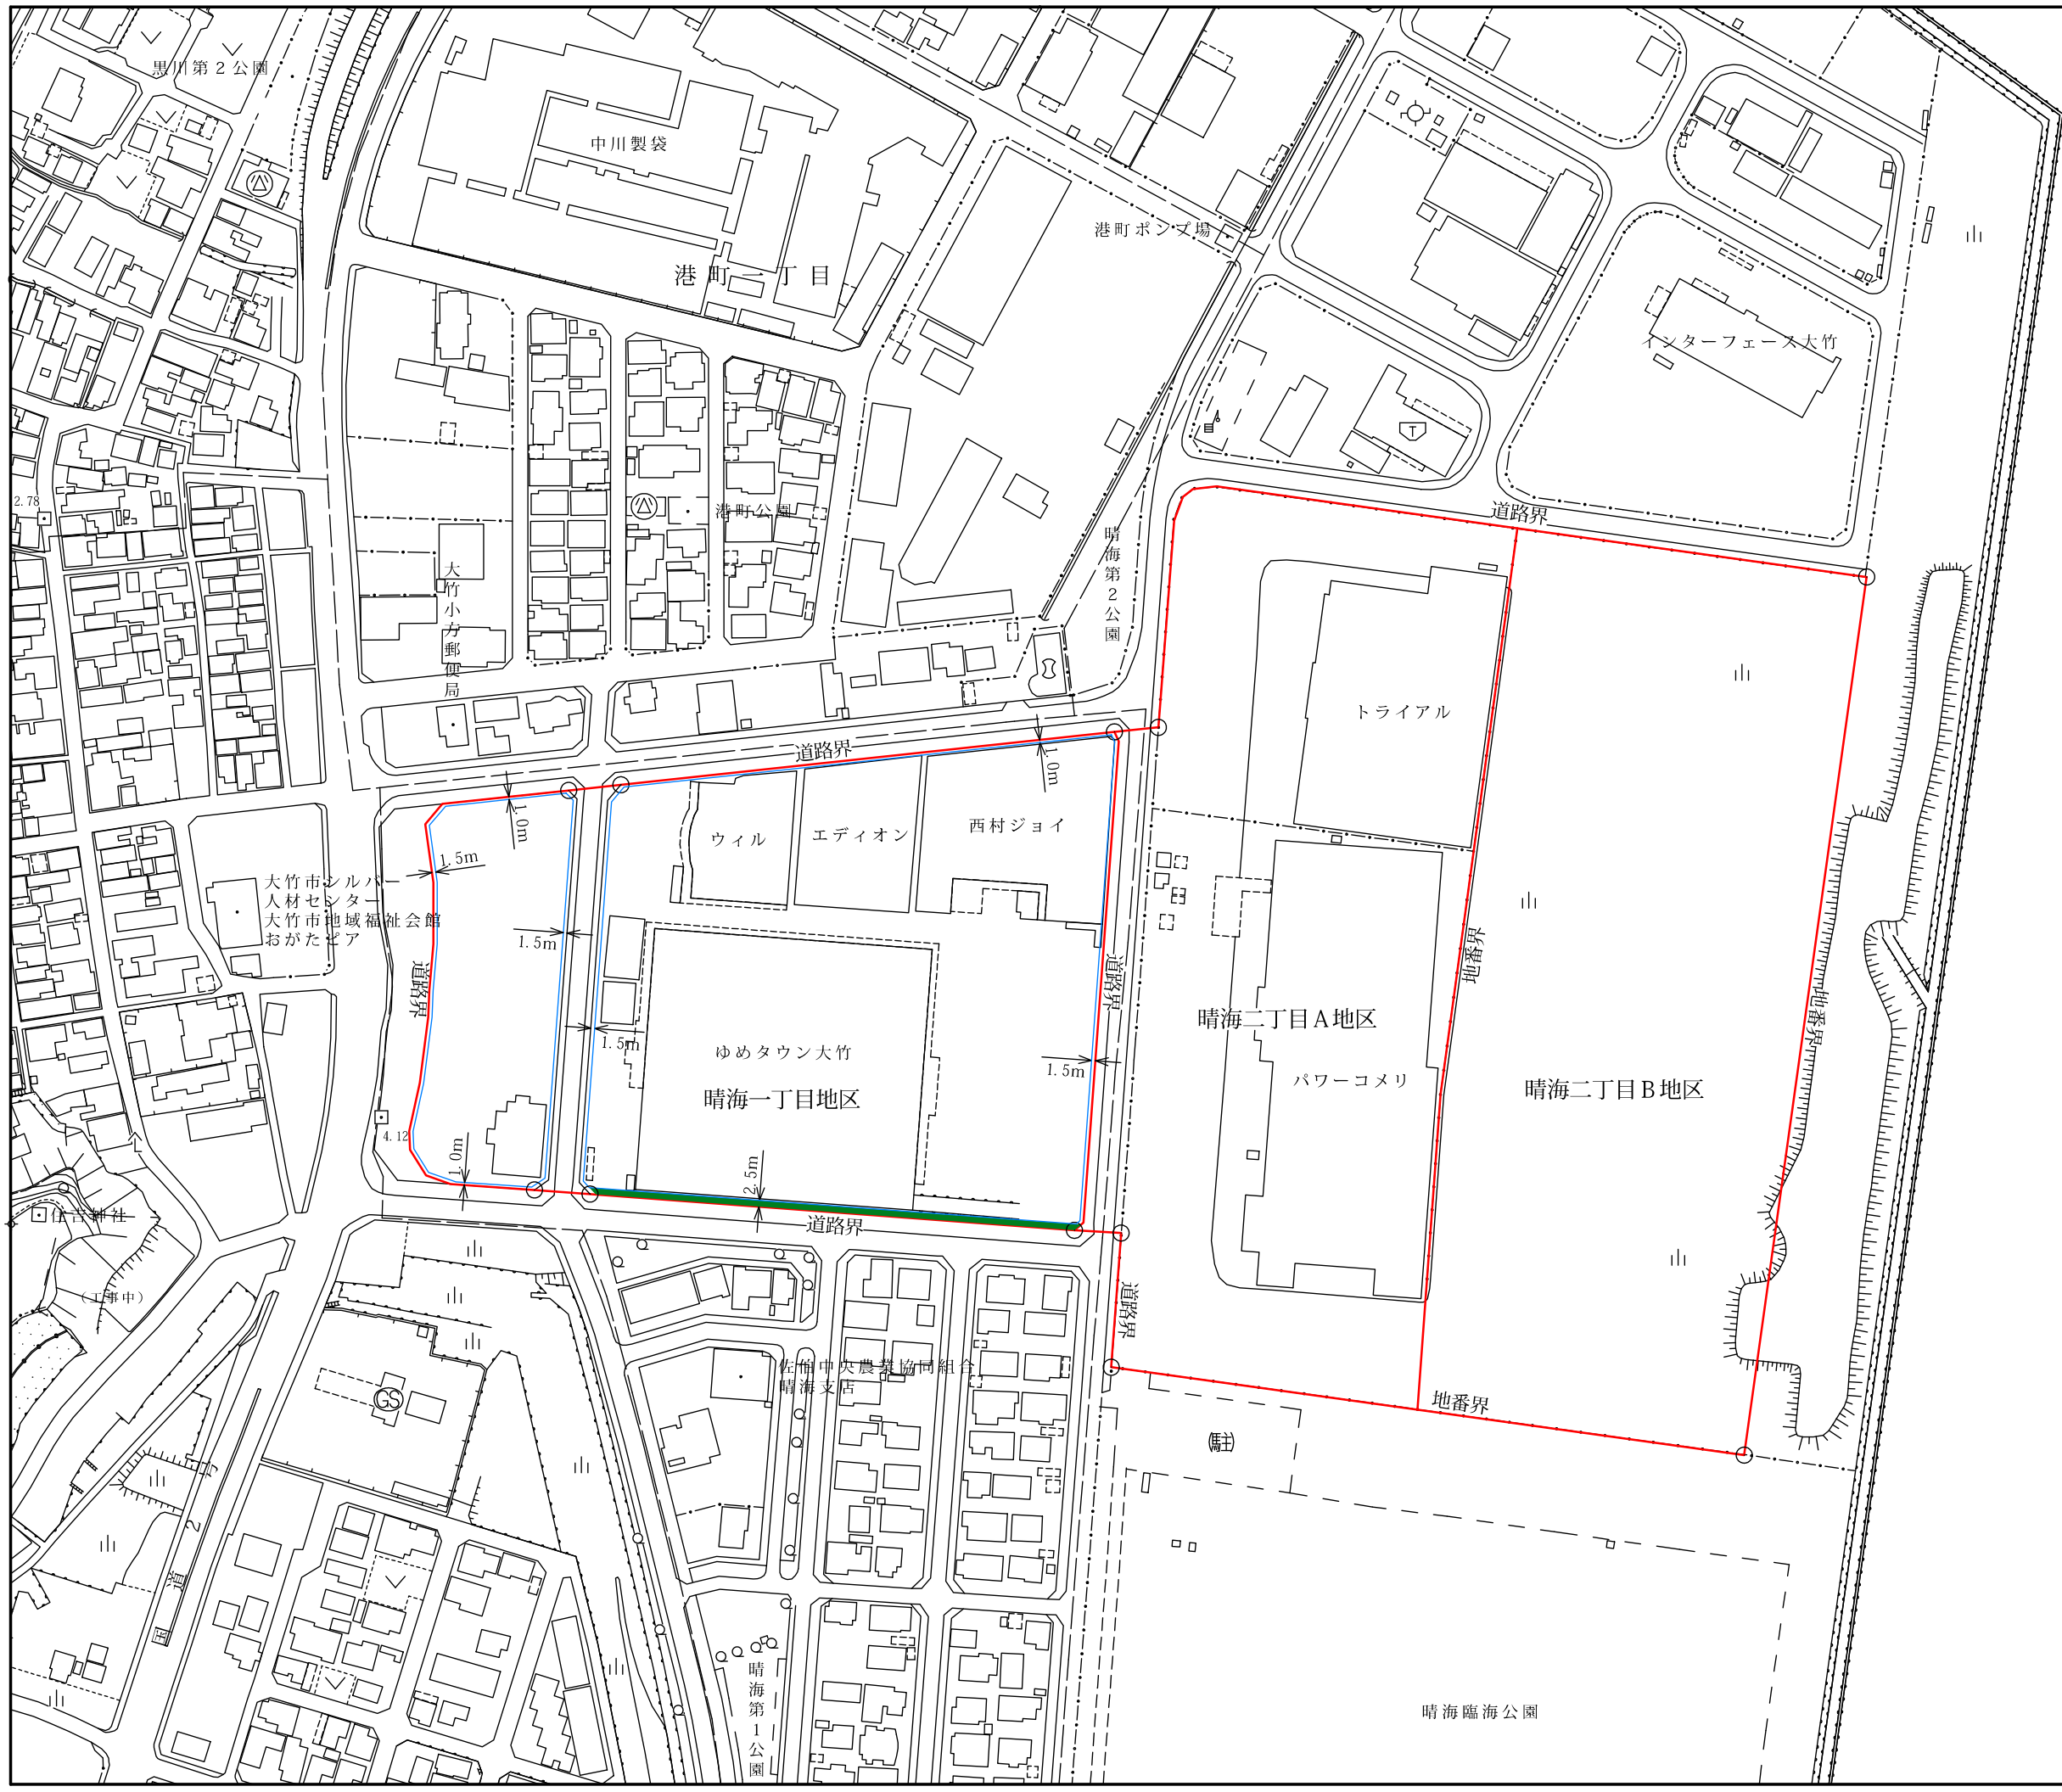 黒川第2公園
中川製袋
港町ポンプ場
港町一丁目
インターフェース大竹
2.78
港町公園
道路界
晴海第2公園
大竹小方郵便局
トライアル
道路界
1.0m
1.0m
ウィル
エディオン
西村ジョイ
1.5m
大竹市シルバー
人材センター
大竹市地域福祉会館
おがたピア
1.5m
地番界
道路界
道路界
地番界
晴海二丁目A地区
1.5m
ゆめタウン大竹
1.5m
パワーコメリ
晴海二丁目B地区
晴海一丁目地区
4.12
1.0m
2.5m
住吉神社
道路界
(工事中)
道路界
佐伯中央農業協同組合
晴海支店
GS
地番界
(駐)
国道2号
晴海第1公園
晴海臨海公園